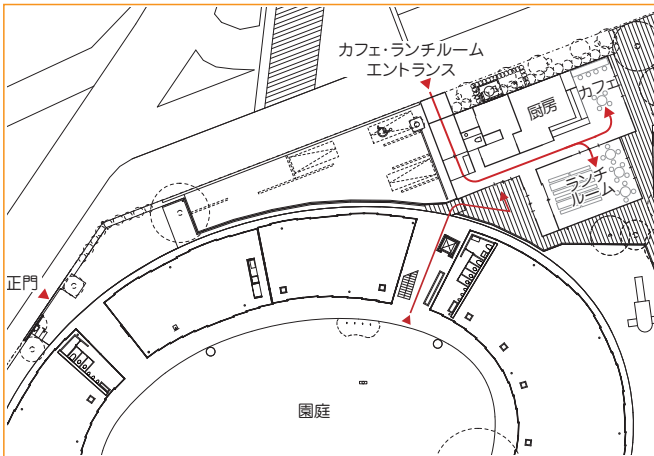 カフェ・ランチルーム
エントランス
カフェ
厨房
ランチ
ルーム
正門
園庭